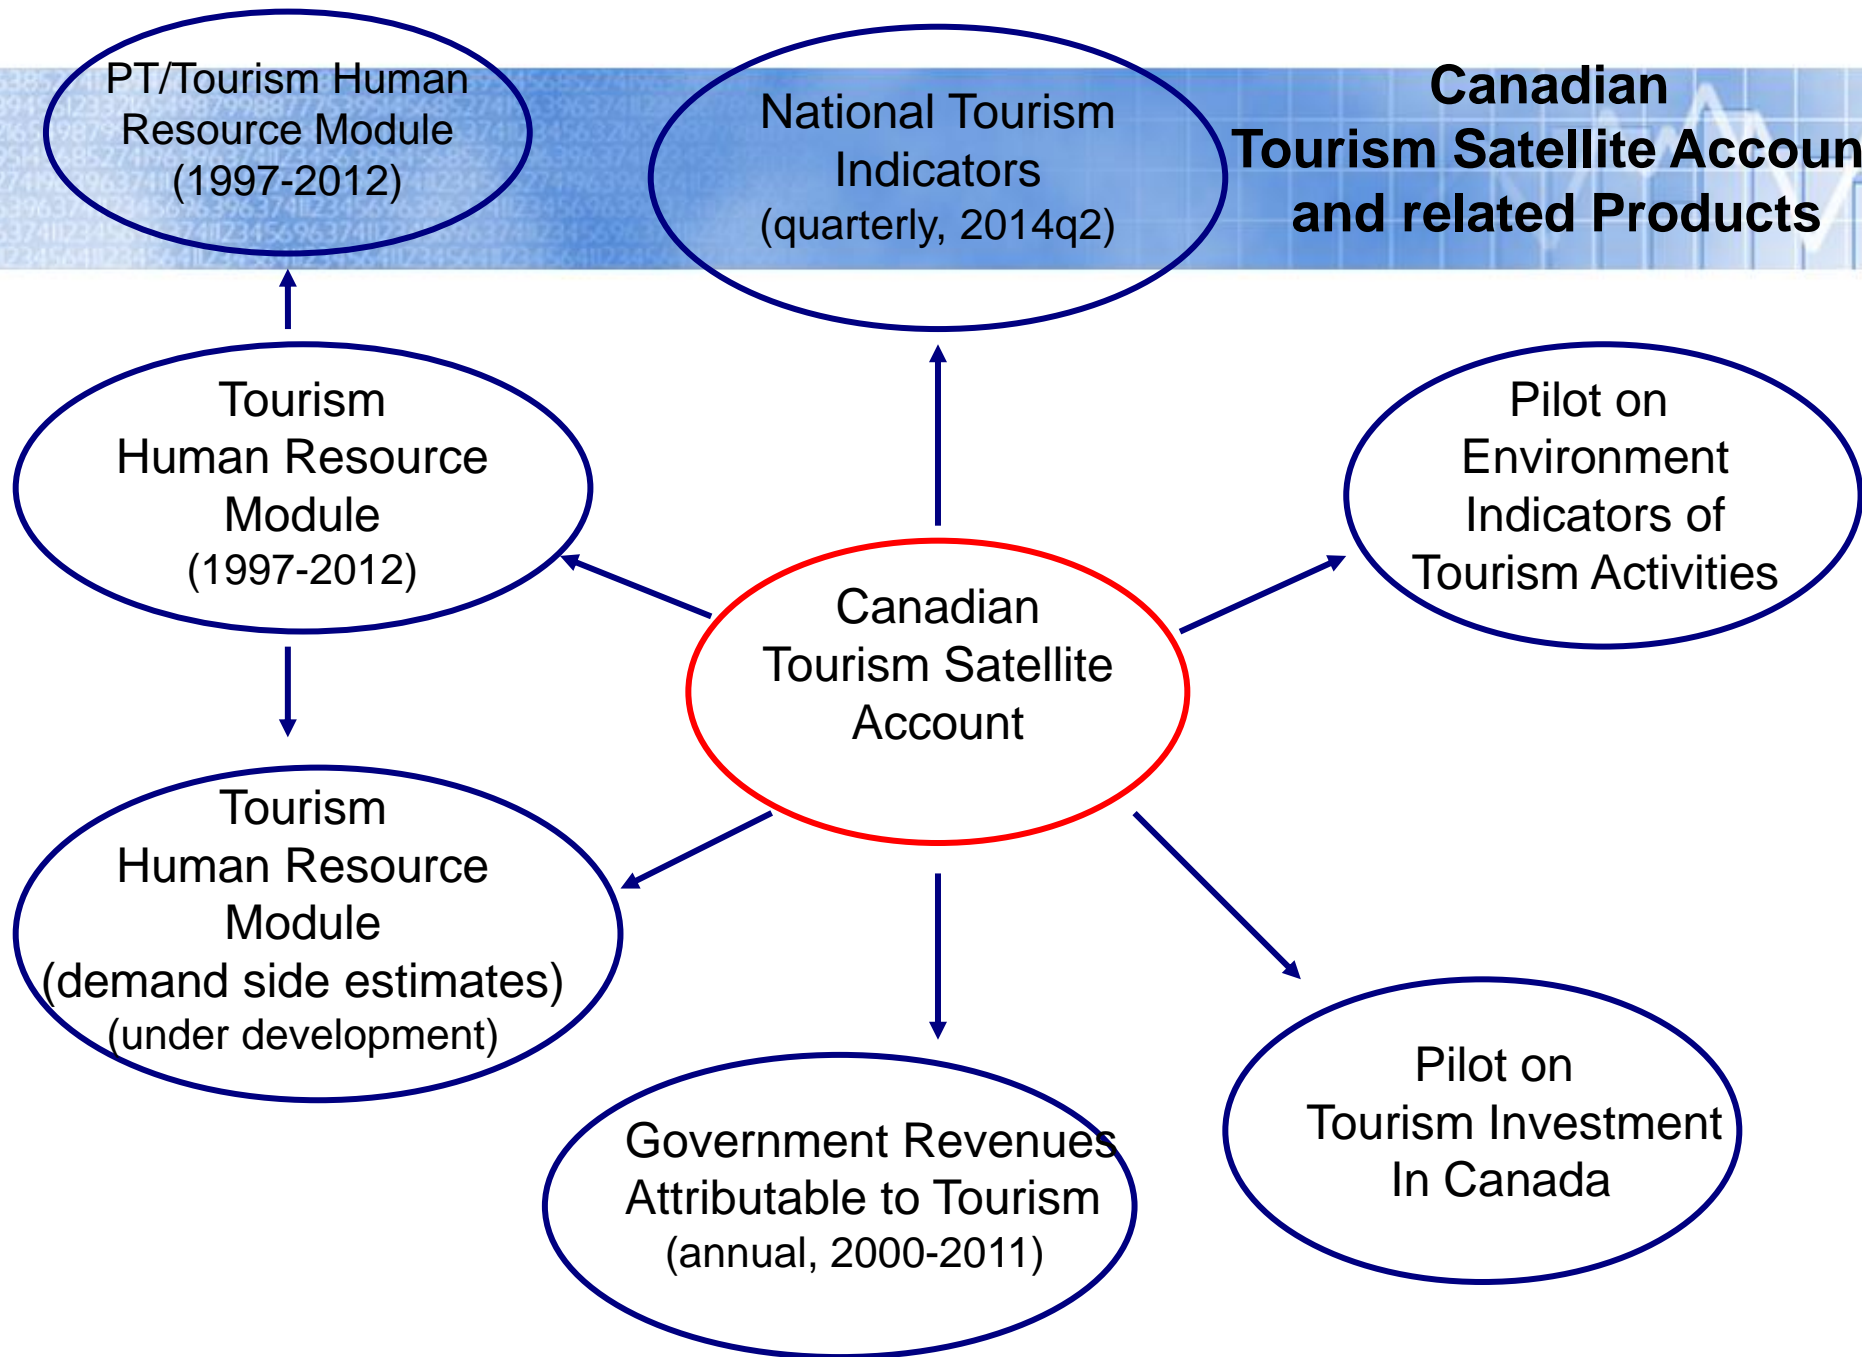 PT/Tourism Human
Resource Module
(1997-2012)
National Tourism
Indicators
(quarterly, 2014q2)
Canadian
Tourism Satellite Accoun
and related Products
Tourism
Human Resource
Module
(1997-2012)
Pilot on
Environment
Indicators of
Tourism Activities
Canadian
Tourism Satellite
Account
Tourism
Human Resource
Module
(demand side estimates)
(under development)
Government Revenues
Attributable to Tourism
(annual, 2000-2011)
Pilot on
Tourism Investment
In Canada